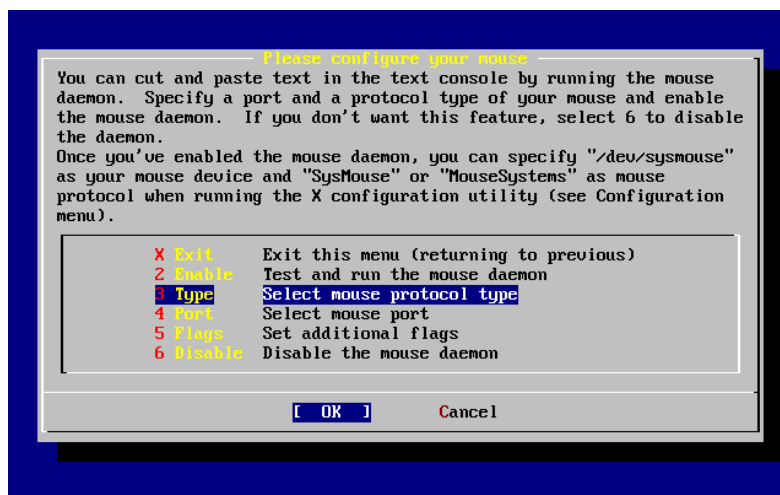 Please configure your mouse
You can cut and paste text in the text console by running the mouse
daemon.  Specify a port and a protocol type of your mouse and enable
the mouse daemon.  If you don't want this feature, select 6 to disable
the daemon.
Once you've enabled the mouse daemon, you can specify "/dev/sysmouse"
as your mouse device and "SysMouse" or "MouseSystems" as mouse
protocol when running the X configuration utility (see Configuration
menu).
X Exit     Exit this menu (returning to previous)
2 Enable   Test and run the mouse daemon
3 Type     Select mouse protocol type
4 Port     Select mouse port
5 Flags    Set additional flags
6 Disable  Disable the mouse daemon
[  OK  ]       Cancel